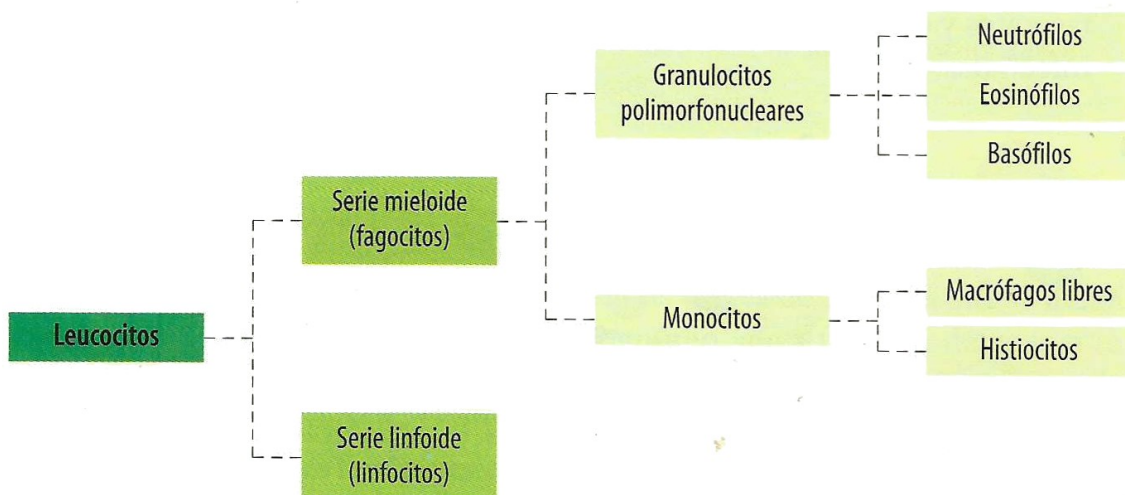 Leucocitos
Serie mieloide
(fagocitos)
Serie linfoide
(linfocitos)
Granulocitos
polimorfonucleares
Monocitos
Neutrófilos
Eosinófilos
Basófilos
Macrófagos libres
Histiocitos